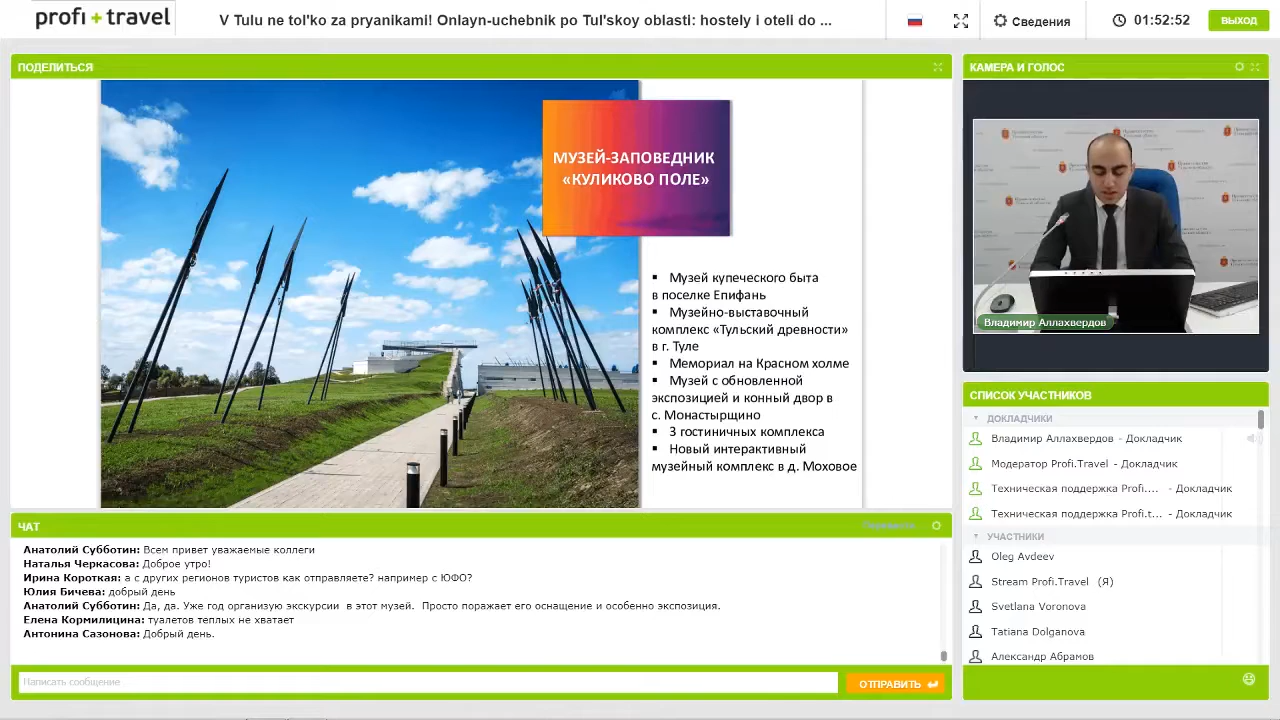 profi travel
V Tulu ne tol'ko za pryanikami! Onlayn-uchebnik po Tul'skoy oblasti: hostely i oteli do ...
Сведения
01:52:52
ВЫХОД
ПОДЕЛИТЬСЯ
МУЗЕЙ-ЗАПОВЕДНИК
«КУЛИКОВО ПОЛЕ»
▪ Музей купеческого быта
в поселке Епифань
▪ Музейно-выставочный
комплекс «Тульский древности»
в г. Туле
▪ Мемориал на Красном холме
▪ Музей с обновленной
экспозицией и конный двор в
с. Монастырщино
▪ 3 гостиничных комплекса
▪ Новый интерактивный
музейный комплекс в д. Моховое
КАМЕРА И ГОЛОС
Владимир Аллахвердов
СПИСОК УЧАСТНИКОВ
ДОКЛАДЧИКИ
Владимир Аллахвердов - Докладчик
Модератор Profi.Travel - Докладчик
Техническая поддержка Profi.... - Докладчик
Техническая поддержка Profi.t... - Докладчик
УЧАСТНИКИ
Oleg Avdeev
Stream Profi.Travel (Я)
Svetlana Voronova
Tatiana Dolganova
Александр Абрамов
ЧАТ
Анатолий Субботин: Всем привет уважаемые коллеги
Наталья Черкасова: Доброе утро!
Ирина Короткая: а с других регионов туристов как отправляете? например с ЮФО?
Юлия Бичева: добрый день
Анатолий Субботин: Да, да. Уже год организую экскурсии в этот музей. Просто поражает его оснащение и особенно экспозиция.
Елена Кормилицина: туалетов теплых не хватает
Антонина Сазонова: Добрый день.
Написать сообщение
ОТПРАВИТЬ